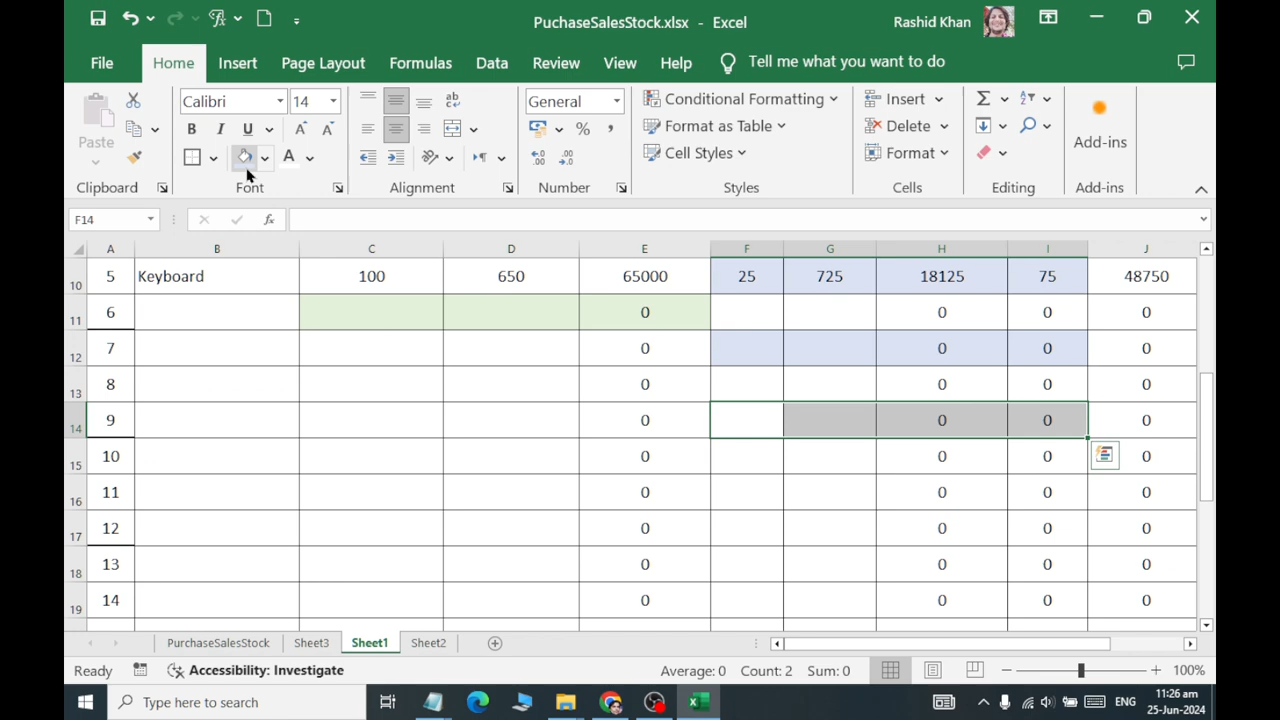 PuchaseSalesStock.xlsx - Excel
Rashid Khan
File Home Insert Page Layout Formulas Data Review View Help Tell me what you want to do
Paste
Clipboard
Calibri 14
B I U A A
A
Font
ab c
Alignment
General
% ,
.00 .0
Number
Conditional Formatting
Format as Table
Cell Styles
Styles
Insert
Delete
Format
Cells
Editing
Add-ins
Add-ins
F14 fx
A B C D E F G H I J
10 5 Keyboard 100 650 65000 25 725 18125 75 48750
11 6 0 0 0 0
12 7 0 0 0 0
13 8 0 0 0 0
14 9 0 0 0 0
15 10 0 0 0 0
16 11 0 0 0 0
17 12 0 0 0 0
18 13 0 0 0 0
19 14 0 0 0 0
PurchaseSalesStock Sheet3 Sheet1 Sheet2
Ready Accessibility: Investigate Average: 0 Count: 2 Sum: 0 100%
Type here to search ENG 11:26 am
25-Jun-2024